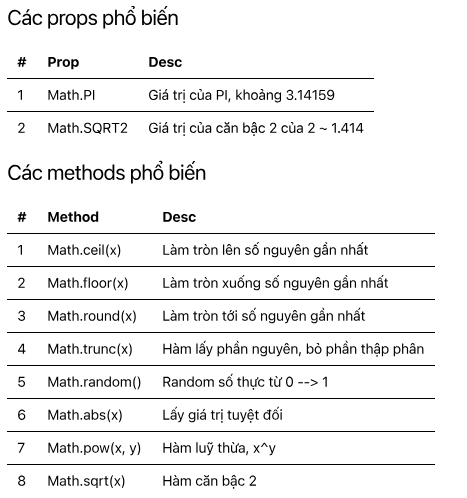 Các props phổ biến
# Prop Desc
1 Math.PI Giá trị của PI, khoảng 3.14159
2 Math.SQRT2 Giá trị của căn bậc 2 của 2 ~ 1.414
Các methods phổ biến
# Method Desc
1 Math.ceil(x) Làm tròn lên số nguyên gần nhất
2 Math.floor(x) Làm tròn xuống số nguyên gần nhất
3 Math.round(x) Làm tròn tới số nguyên gần nhất
4 Math.trunc(x) Hàm lấy phần nguyên, bỏ phần thập phân
5 Math.random() Random số thực từ 0 --> 1
6 Math.abs(x) Lấy giá trị tuyệt đối
7 Math.pow(x, y) Hàm luỹ thừa, x^y
8 Math.sqrt(x) Hàm căn bậc 2